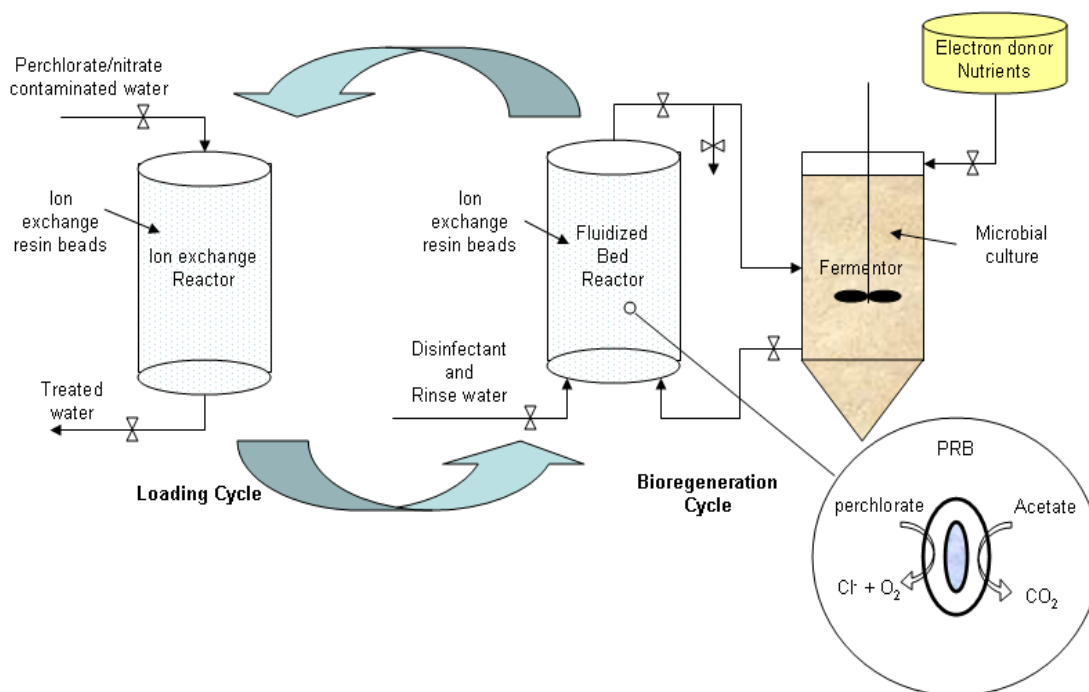 Perchlorate/nitrate
contaminated water
Electron donor
Nutrients
Ion
exchange
resin beads
Ion exchange
Reactor
Ion
exchange
resin beads
Fluidized
Bed
Reactor
Fermentor
Microbial
culture
Disinfectant
and
Rinse water
Treated
water
Loading Cycle
Bioregeneration
Cycle
PRB
perchlorate
Acetate
Cl⁻ + O₂
CO₂